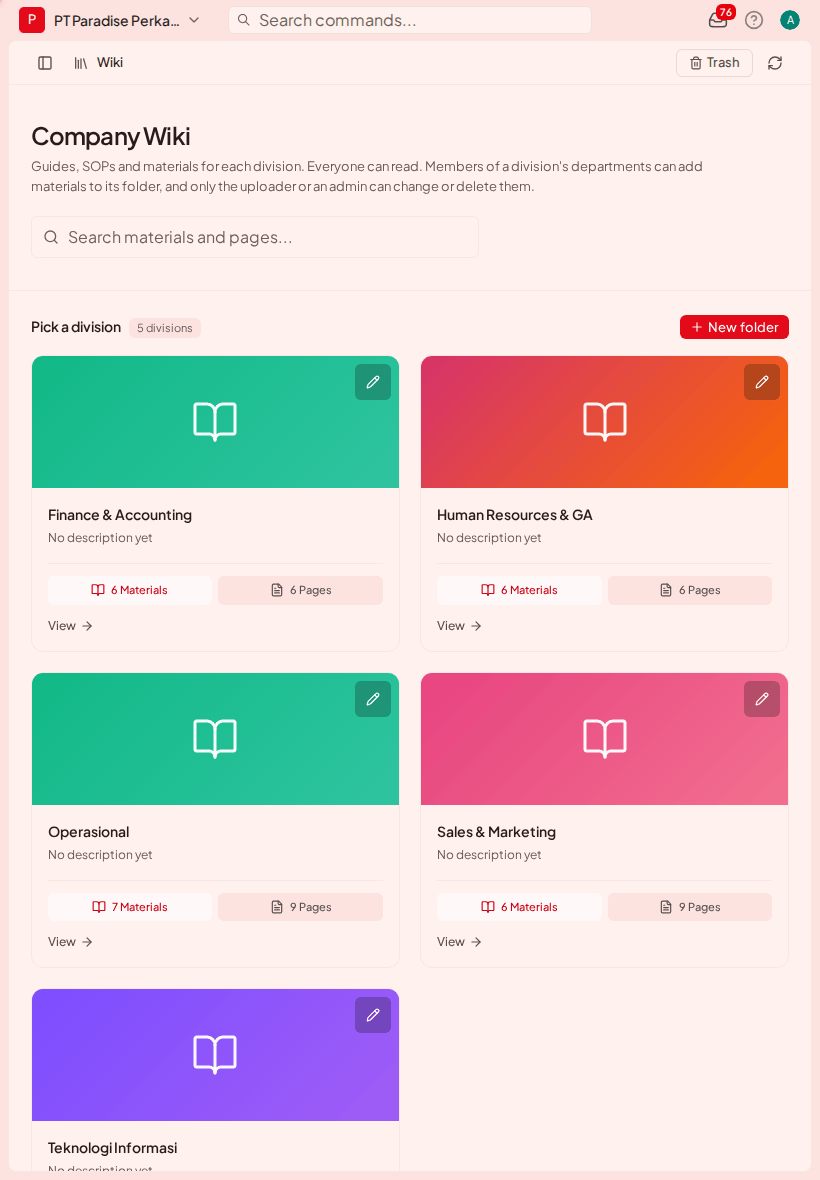 P PT Paradise Perka... Search commands... 76 A
Wiki Trash
Company Wiki
Guides, SOPs and materials for each division. Everyone can read. Members of a division's departments can add
materials to its folder, and only the uploader or an admin can change or delete them.
Search materials and pages...
Pick a division 5 divisions New folder
Finance & Accounting
No description yet
6 Materials 6 Pages
View
Human Resources & GA
No description yet
6 Materials 6 Pages
View
Operasional
No description yet
7 Materials 9 Pages
View
Sales & Marketing
No description yet
6 Materials 9 Pages
View
Teknologi Informasi
No description yet